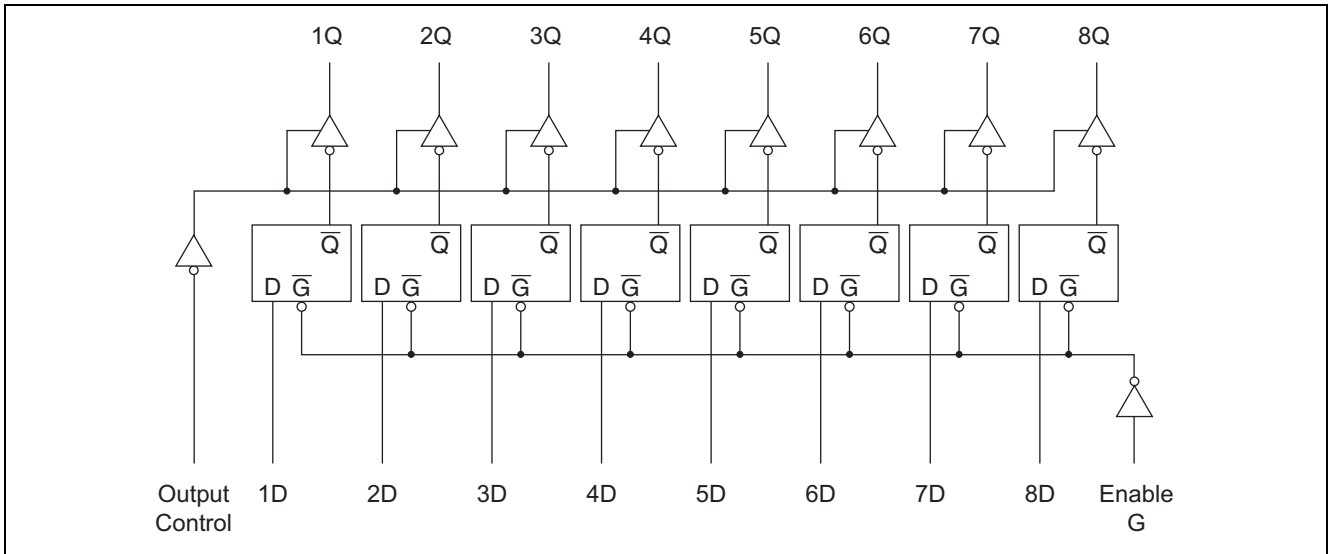 1Q 2Q 3Q 4Q 5Q 6Q 7Q 8Q
Q̅ Q̅ Q̅ Q̅ Q̅ Q̅ Q̅ Q̅
D G̅ D G̅ D G̅ D G̅ D G̅ D G̅ D G̅ D G̅
Output 1D 2D 3D 4D 5D 6D 7D 8D Enable
Control G